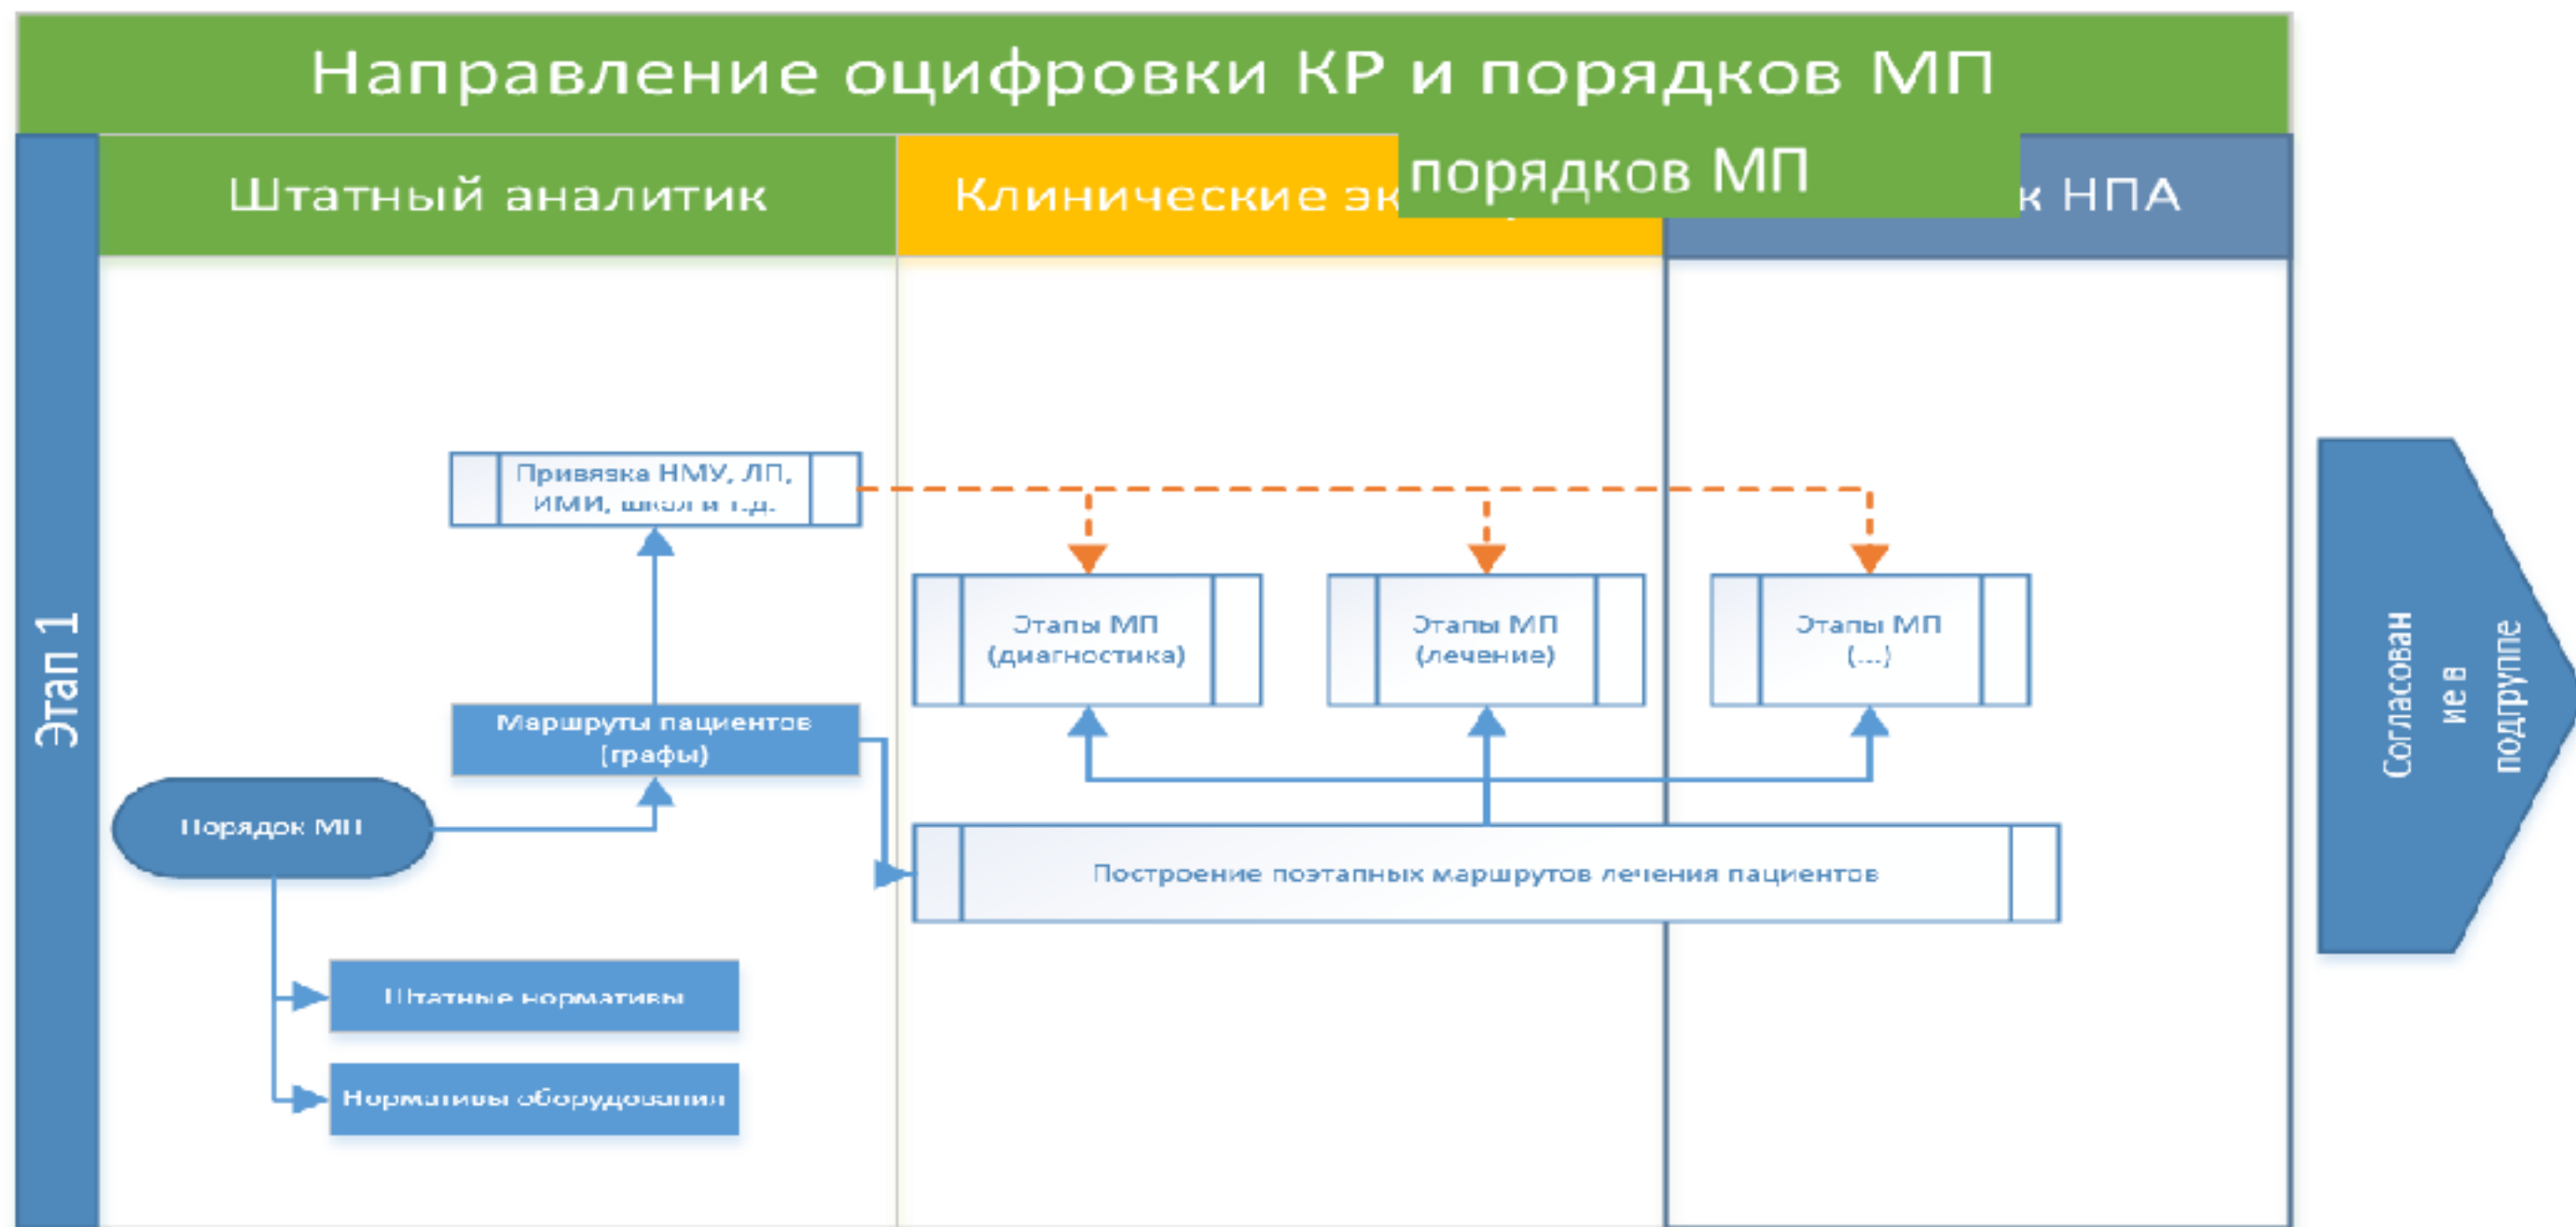 Направление оцифровки КР и порядков МП
порядков МП
Штатный аналитик
Клинические
к НПА
Этап 1
Привязка НМУ, ЛП,
ИМИ, шкал и т.д.
Этапы МП
(диагностика)
Этапы МП
(лечение)
Этапы МП
(...)
Маршруты пациентов
(графы)
Порядок МП
Построение поэтапных маршрутов лечения пациентов
Штатные нормативы
Нормативы оборудования
Согласован
ие в
подгруппе